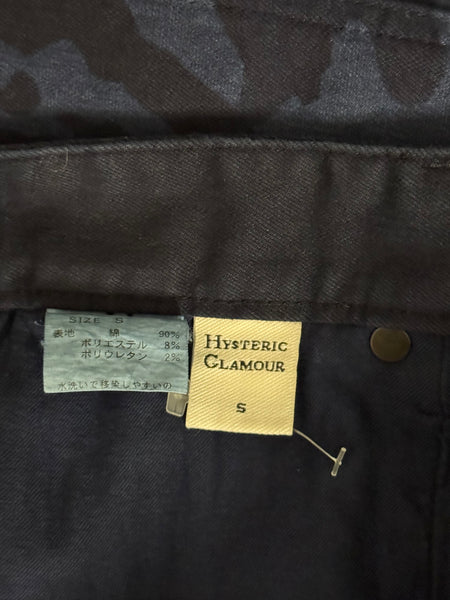 SIZE S
表地 綿 90%
ポリエステル 8%
ポリウレタン 2%
水洗いで移染しやすいの
HYSTERIC
GLAMOUR
S